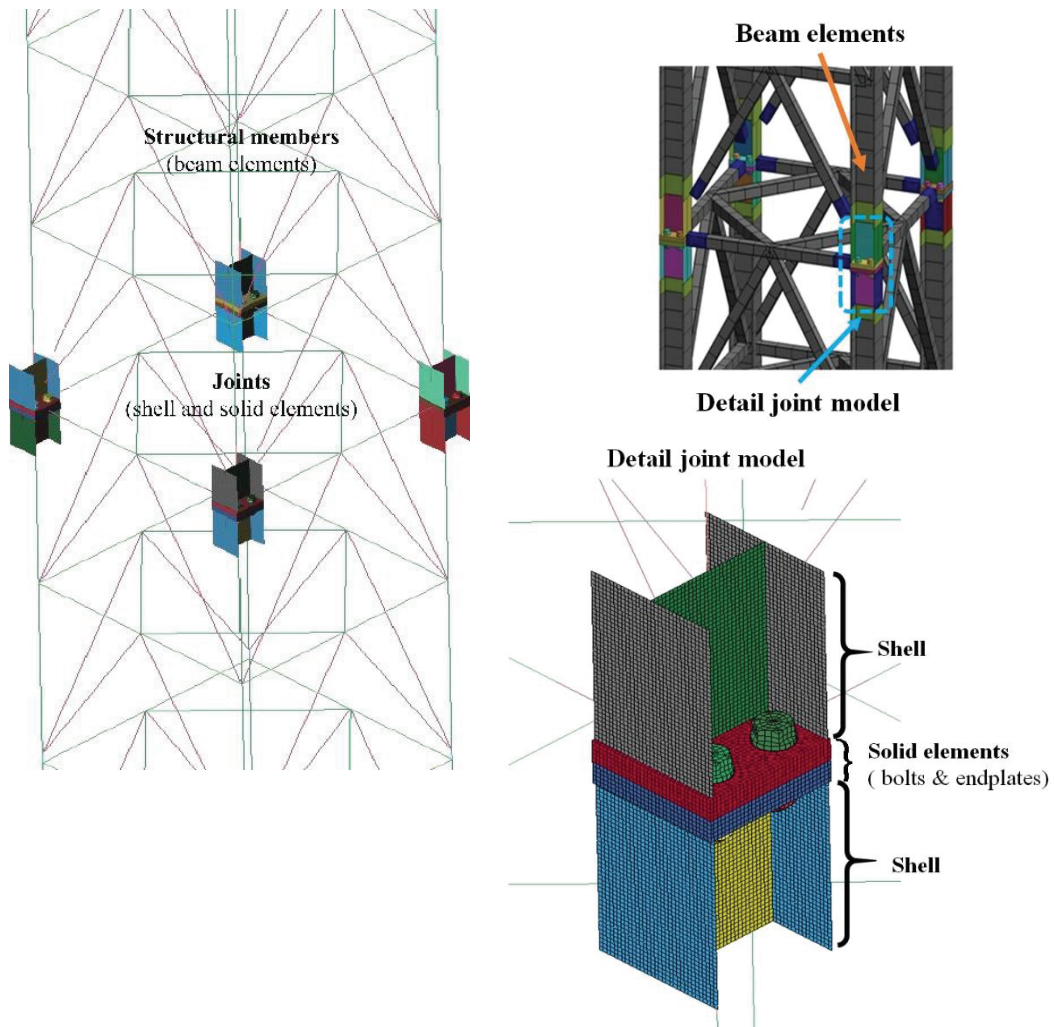 Structural members
(beam elements)
Joints
(shell and solid elements)
Beam elements
Detail joint model
Detail joint model
Shell
Solid elements
( bolts & endplates)
Shell